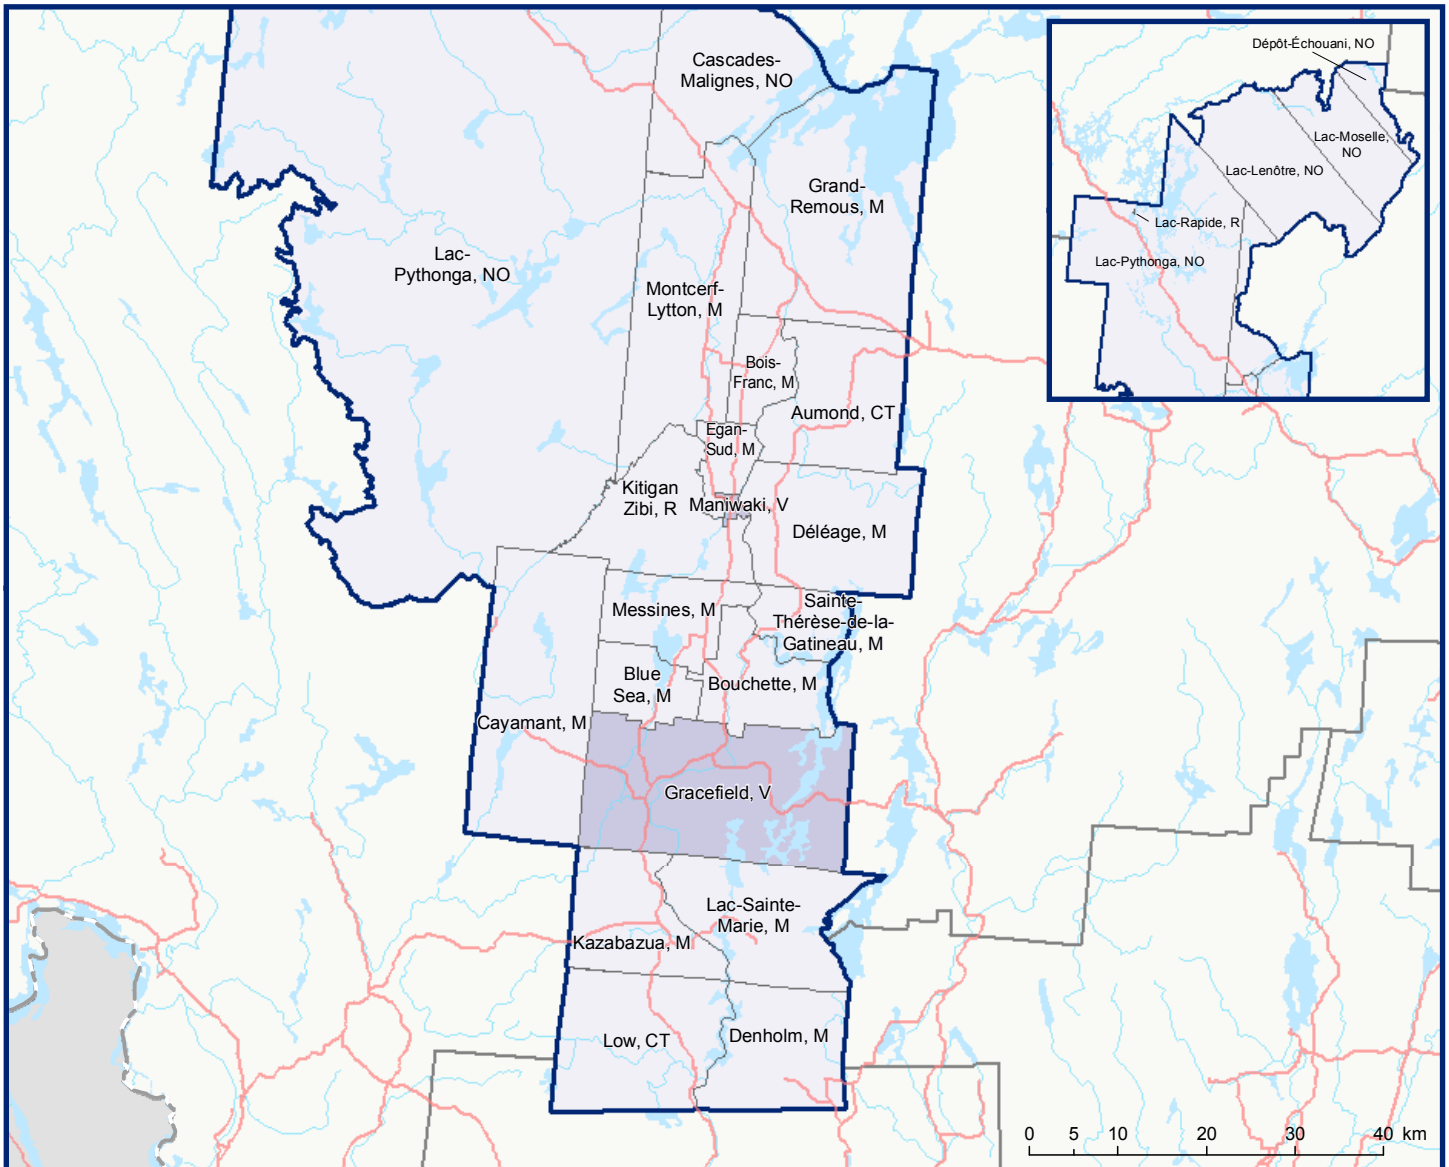 Cascades-
Malignes, NO
Dépôt-Échouani, NO
Lac-Moselle,
NO
Lac-Lenôtre, NO
Lac-Rapide, R
Lac-Pythonga, NO
Grand-
Remous, M
Lac-
Pythonga, NO
Montcerf-
Lytton, M
Bois-
Franc, M
Aumond, CT
Egan-
Sud, M
Kitigan
Zibi, R
Maniwaki, V
Déléage, M
Messines, M
Sainte-
Thérèse-de-la-
Gatineau, M
Blue
Sea, M
Bouchette, M
Cayamant, M
Gracefield, V
Lac-Sainte-
Marie, M
Kazabazua, M
Low, CT
Denholm, M
0 5 10 20 30 40 km